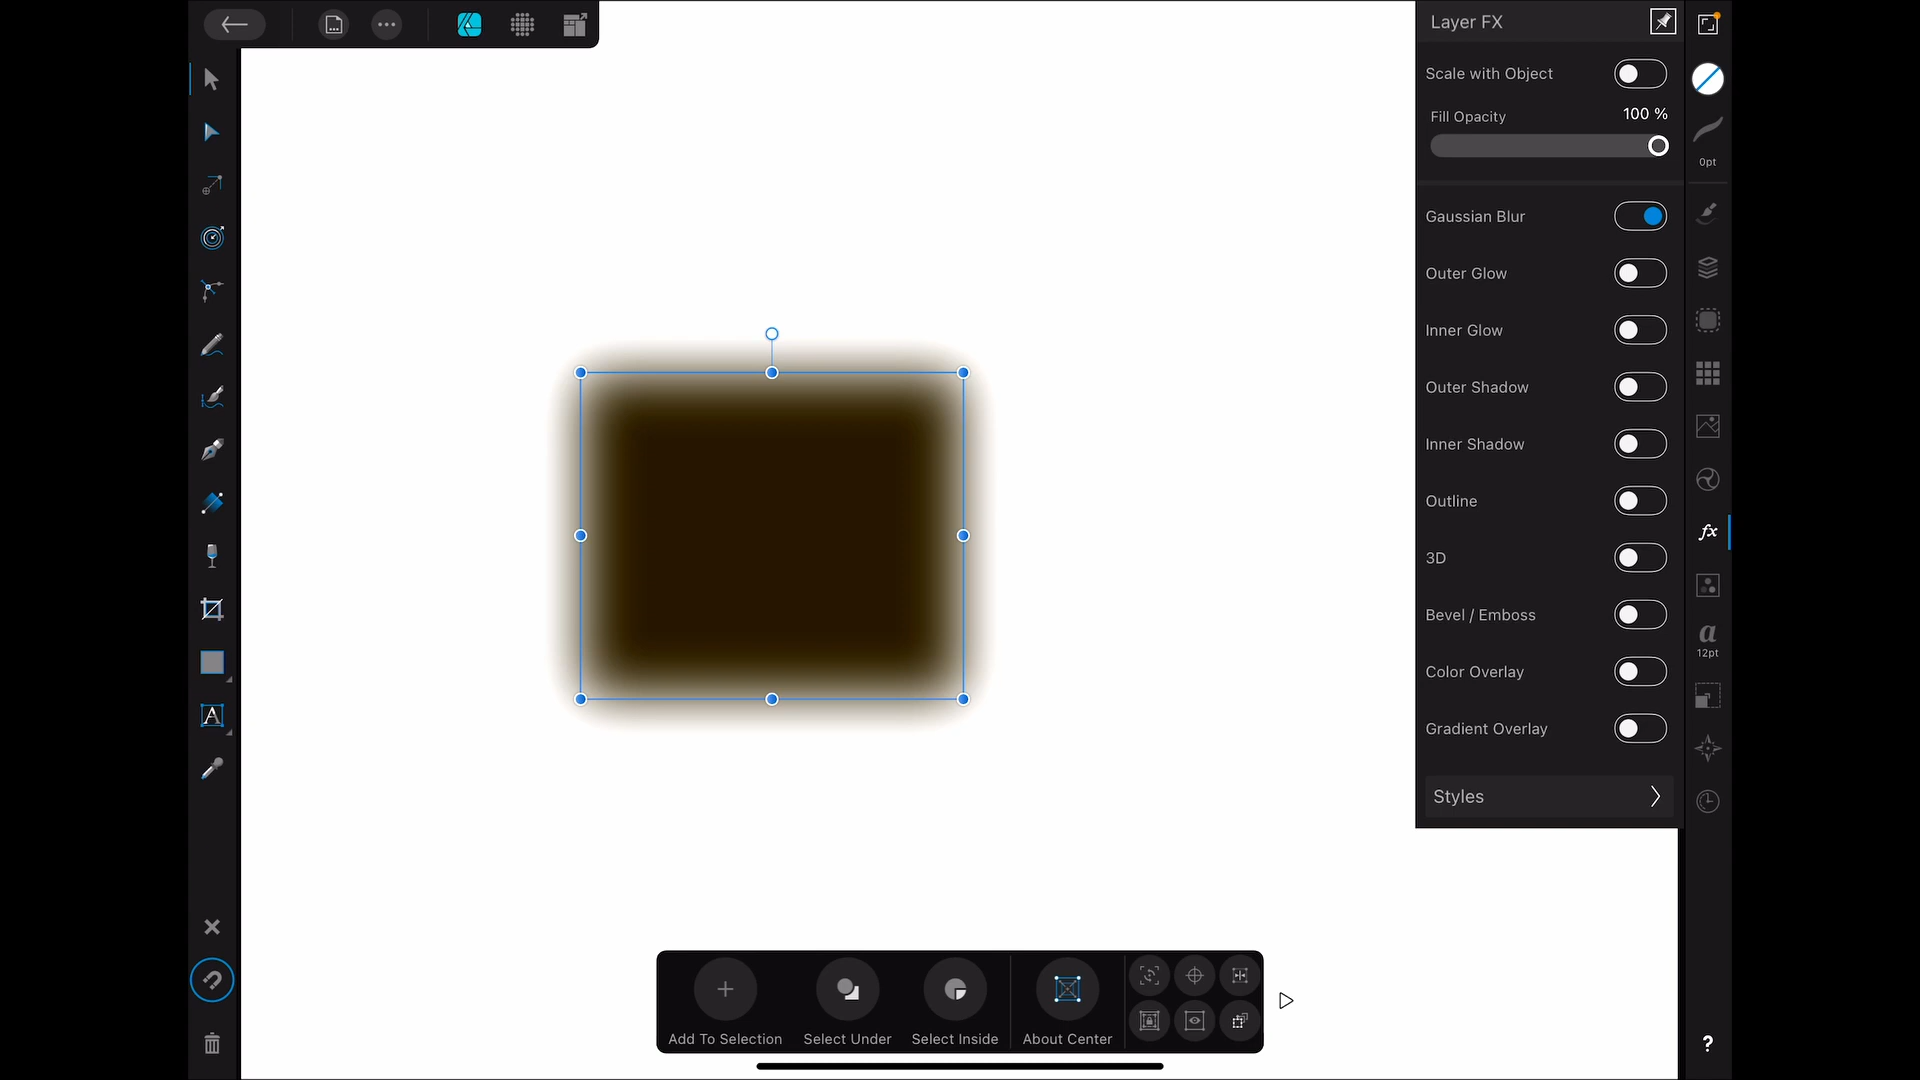 Layer FX
Scale with Object
Fill Opacity 100 %
0pt
Gaussian Blur
Outer Glow
Inner Glow
Outer Shadow
Inner Shadow
Outline
fx
3D
Bevel / Emboss
a
12pt
Color Overlay
Gradient Overlay
A
Styles
Add To Selection
Select Under
Select Inside
About Center
?